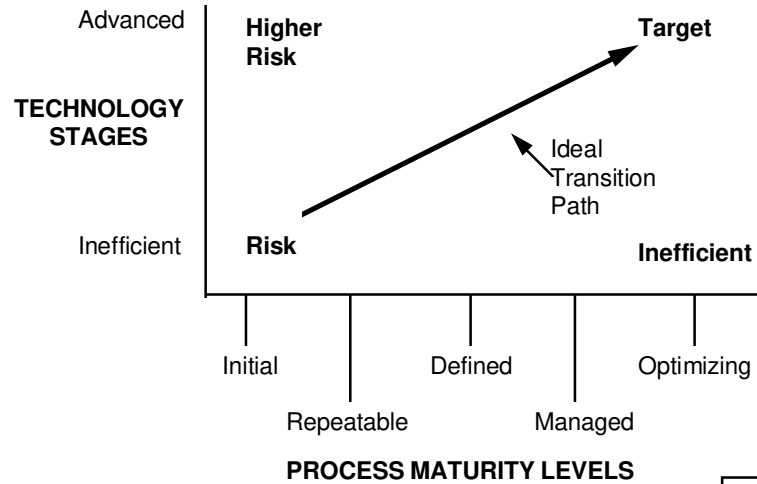 Advanced
Higher
Risk
Target
TECHNOLOGY
STAGES
Ideal
Transition
Path
Inefficient
Risk
Inefficient
Initial
Defined
Optimizing
Repeatable
Managed
PROCESS MATURITY LEVELS